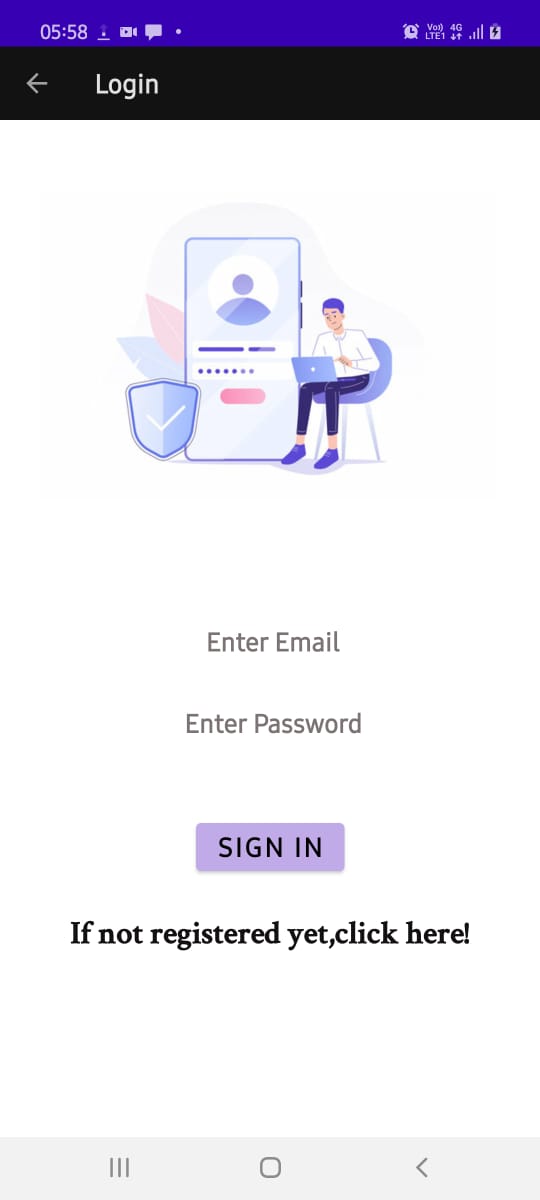 05:58
Vo)) 4G
LTE1
Login
Enter Email
Enter Password
SIGN IN
If not registered yet,click here!